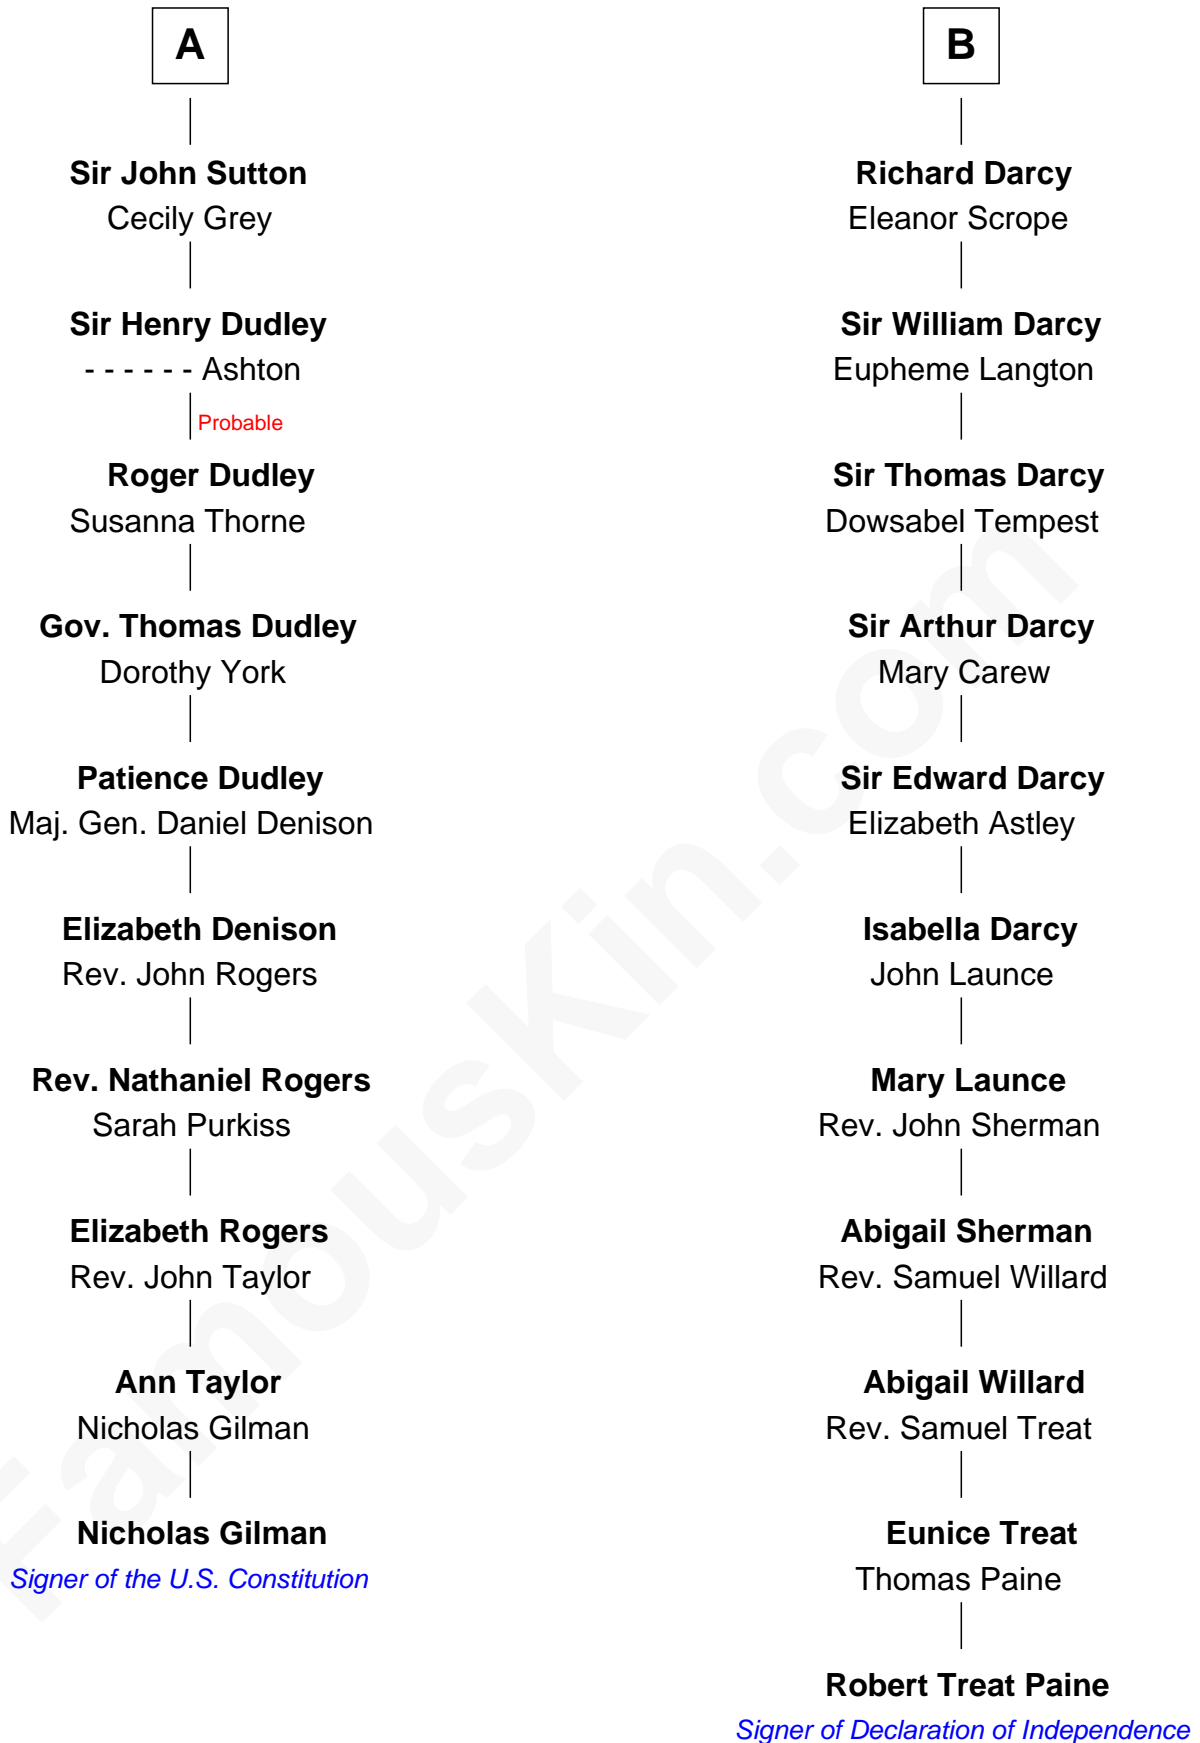 A
Sir John Sutton
Cecily Grey
Sir Henry Dudley
- - - - - - Ashton
Probable
Roger Dudley
Susanna Thorne
Gov. Thomas Dudley
Dorothy York
Patience Dudley
Maj. Gen. Daniel Denison
Elizabeth Denison
Rev. John Rogers
Rev. Nathaniel Rogers
Sarah Purkiss
Elizabeth Rogers
Rev. John Taylor
Ann Taylor
Nicholas Gilman
Nicholas Gilman
Signer of the U.S. Constitution
B
Richard Darcy
Eleanor Scrope
Sir William Darcy
Eupheme Langton
Sir Thomas Darcy
Dowsabel Tempest
Sir Arthur Darcy
Mary Carew
Sir Edward Darcy
Elizabeth Astley
Isabella Darcy
John Launce
Mary Launce
Rev. John Sherman
Abigail Sherman
Rev. Samuel Willard
Abigail Willard
Rev. Samuel Treat
Eunice Treat
Thomas Paine
Robert Treat Paine
Signer of Declaration of Independence
FamousKin.com